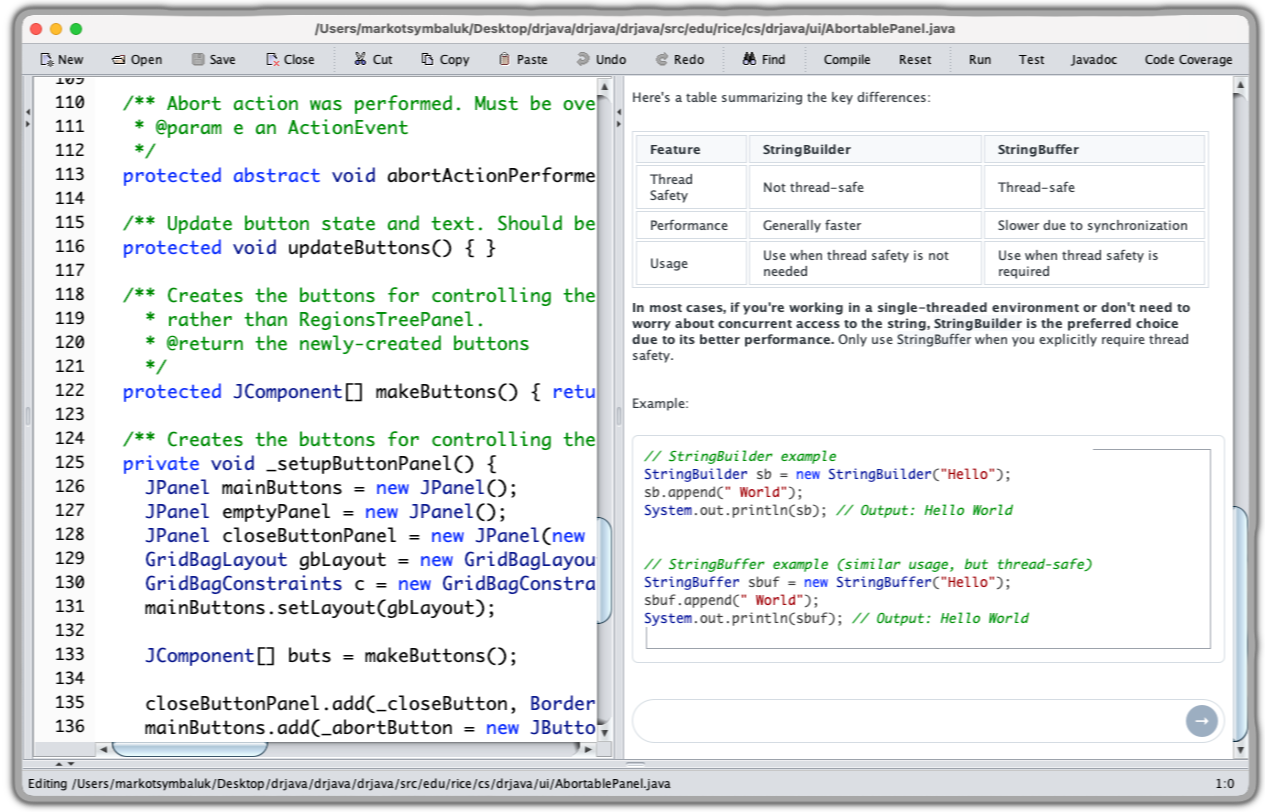 /Users/markotsymbaluk/Desktop/drjava/drjava/drjava/src/edu/rice/cs/drjava/ui/AbortablePanel.java
New Open Save Close Cut Copy Paste Undo Redo Find Compile Reset Run Test Javadoc Code Coverage
109
110 /** Abort action was performed. Must be ove
111 * @param e an ActionEvent
112 */
113 protected abstract void abortActionPerforme
114
115 /** Update button state and text. Should be
116 protected void updateButtons() { }
117
118 /** Creates the buttons for controlling the
119 * rather than RegionsTreePanel.
120 * @return the newly-created buttons
121 */
122 protected JComponent[] makeButtons() { retu
123
124 /** Creates the buttons for controlling the
125 private void _setupButtonPanel() {
126 JPanel mainButtons = new JPanel();
127 JPanel emptyPanel = new JPanel();
128 JPanel closeButtonPanel = new JPanel(new
129 GridBagLayout gbLayout = new GridBagLayou
130 GridBagConstraints c = new GridBagConstra
131 mainButtons.setLayout(gbLayout);
132
133 JComponent[] buts = makeButtons();
134
135 closeButtonPanel.add(_closeButton, Border
136 mainButtons.add(_abortButton = new JButto
Here's a table summarizing the key differences:
Feature StringBuilder StringBuffer
Thread Safety Not thread-safe Thread-safe
Performance Generally faster Slower due to synchronization
Usage Use when thread safety is not needed Use when thread safety is required
In most cases, if you're working in a single-threaded environment or don't need to
worry about concurrent access to the string, StringBuilder is the preferred choice
due to its better performance. Only use StringBuffer when you explicitly require thread
safety.
Example:
// StringBuilder example
StringBuilder sb = new StringBuilder("Hello");
sb.append(" World");
System.out.println(sb); // Output: Hello World
// StringBuffer example (similar usage, but thread-safe)
StringBuffer sbuf = new StringBuffer("Hello");
sbuf.append(" World");
System.out.println(sbuf); // Output: Hello World
Editing /Users/markotsymbaluk/Desktop/drjava/drjava/drjava/src/edu/rice/cs/drjava/ui/AbortablePanel.java 1:0